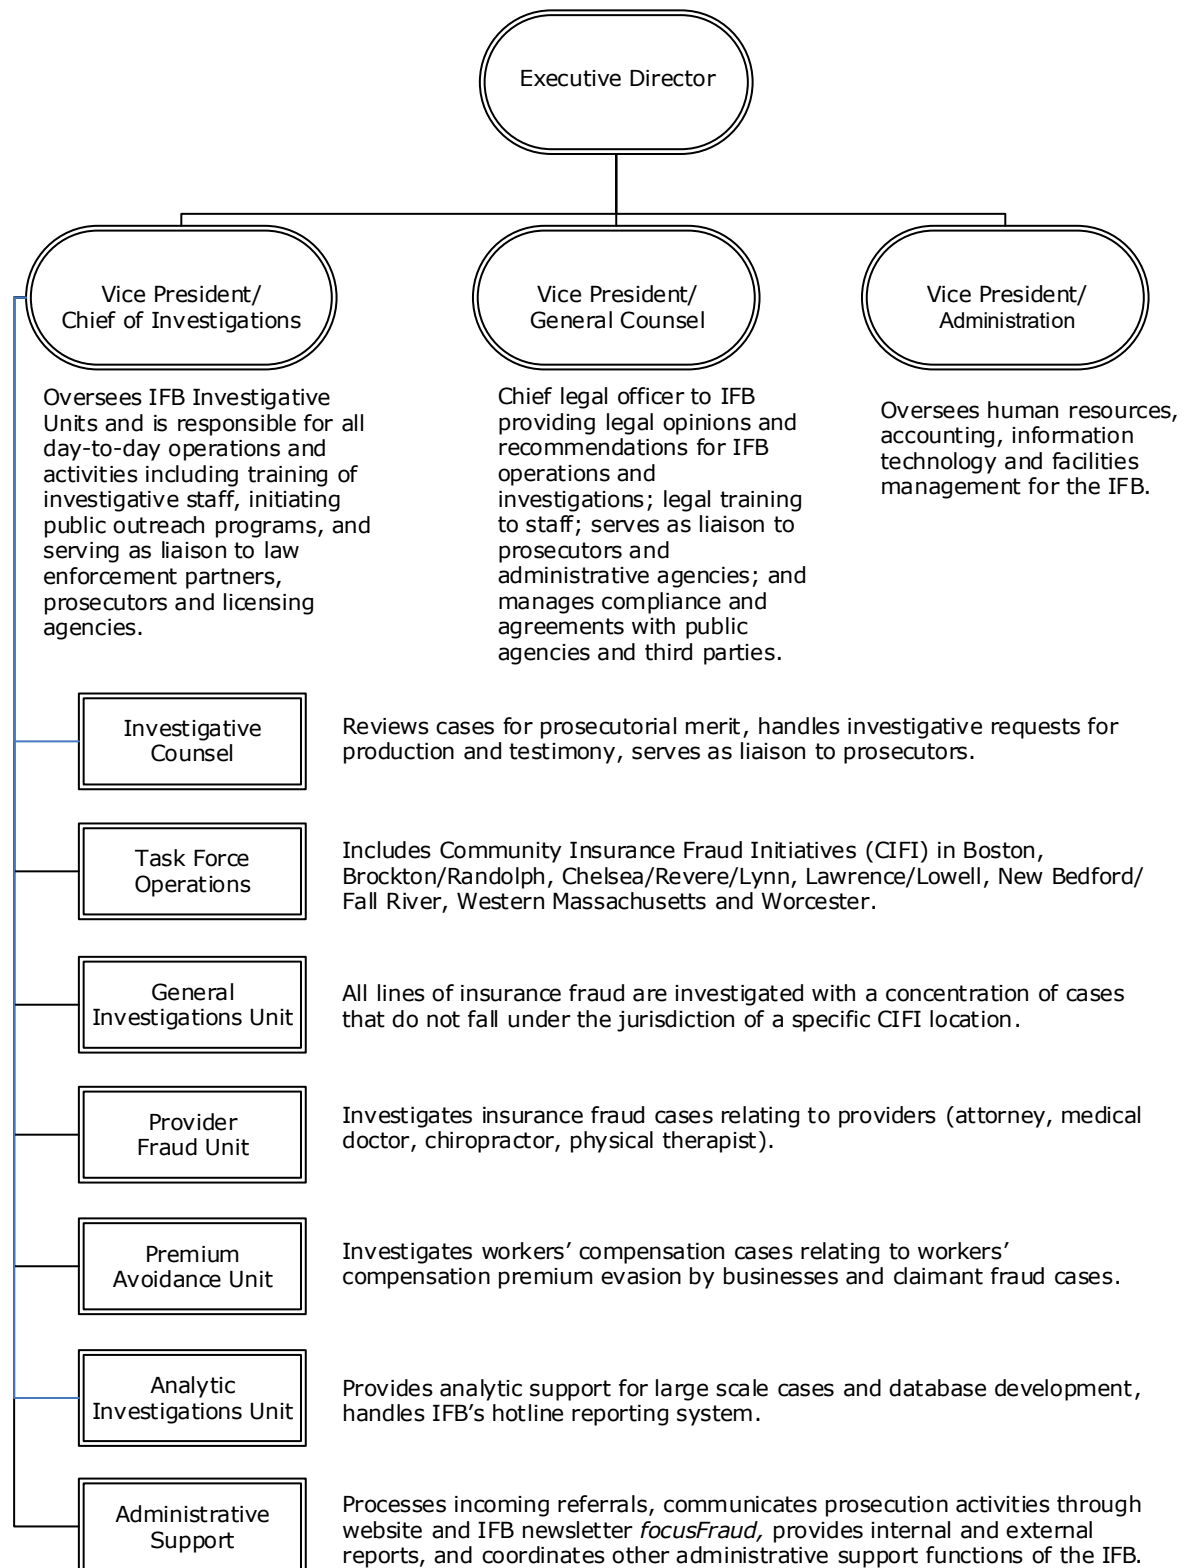 Executive Director
Vice President/
Chief of Investigations
Vice President/
General Counsel
Vice President/
Administration
Oversees IFB Investigative
Units and is responsible for all
day-to-day operations and
activities including training of
investigative staff, initiating
public outreach programs, and
serving as liaison to law
enforcement partners,
prosecutors and licensing
agencies.
Chief legal officer to IFB
providing legal opinions and
recommendations for IFB
operations and
investigations; legal training
to staff; serves as liaison to
prosecutors and
administrative agencies; and
manages compliance and
agreements with public
agencies and third parties.
Oversees human resources,
accounting, information
technology and facilities
management for the IFB.
Investigative
Counsel
Reviews cases for prosecutorial merit, handles investigative requests for
production and testimony, serves as liaison to prosecutors.
Task Force
Operations
Includes Community Insurance Fraud Initiatives (CIFI) in Boston,
Brockton/Randolph, Chelsea/Revere/Lynn, Lawrence/Lowell, New Bedford/
Fall River, Western Massachusetts and Worcester.
General
Investigations Unit
All lines of insurance fraud are investigated with a concentration of cases
that do not fall under the jurisdiction of a specific CIFI location.
Provider
Fraud Unit
Investigates insurance fraud cases relating to providers (attorney, medical
doctor, chiropractor, physical therapist).
Premium
Avoidance Unit
Investigates workers’ compensation cases relating to workers’
compensation premium evasion by businesses and claimant fraud cases.
Analytic
Investigations Unit
Provides analytic support for large scale cases and database development,
handles IFB’s hotline reporting system.
Administrative
Support
Processes incoming referrals, communicates prosecution activities through
website and IFB newsletter focusFraud, provides internal and external
reports, and coordinates other administrative support functions of the IFB.